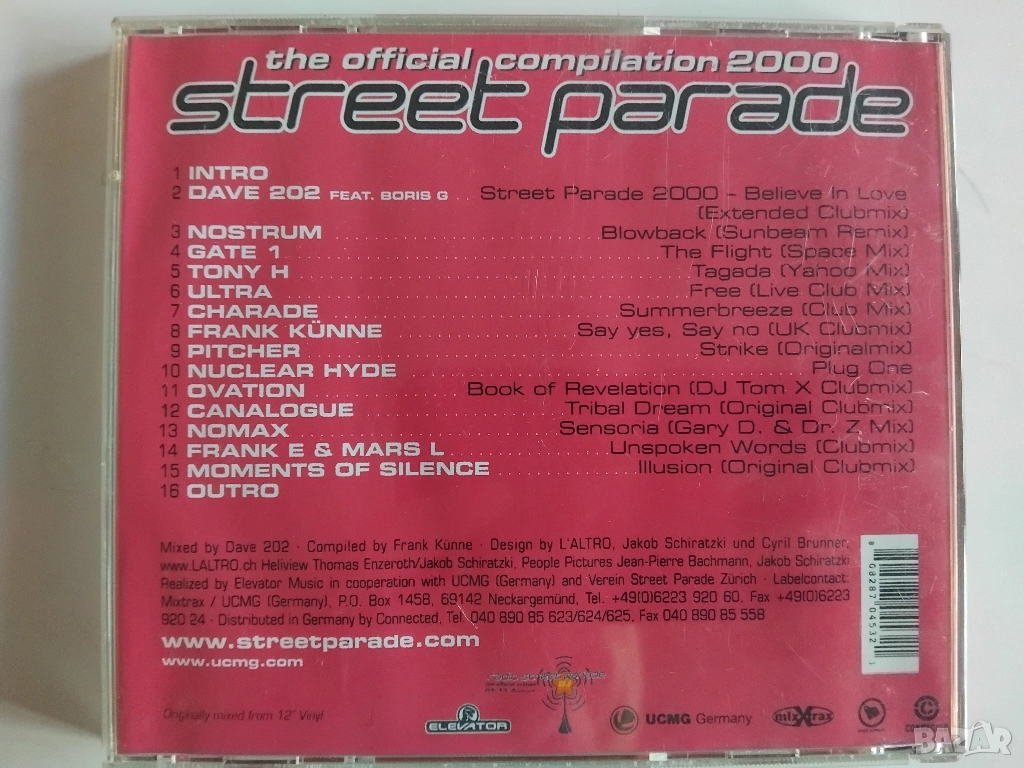 the official compilation 2000
street parade
1 INTRO
2 DAVE 202 FEAT. BORIS G .. Street Parade 2000 - Believe In Love
(Extended Clubmix)
3 NOSTRUM Blowback (Sunbeam Remix)
4 GATE 1 The Flight (Space Mix)
5 TONY H Tagada (Yahoo Mix)
6 ULTRA Free (Live Club Mix)
7 CHARADE Summerbreeze (Club Mix)
8 FRANK KÜNNE Say yes, Say no (UK Clubmix)
9 PITCHER Strike (Originalmix)
10 NUCLEAR HYDE Plug One
11 OVATION Book of Revelation (DJ Tom X Clubmix)
12 CANALOGUE Tribal Dream (Original Clubmix)
13 NOMAX Sensoria (Gary D. & Dr. Z Mix)
14 FRANK E & MARS L Unspoken Words (Clubmix)
15 MOMENTS OF SILENCE Illusion (Original Clubmix)
16 OUTRO
Mixed by Dave 202 · Compiled by Frank Künne · Design by L'ALTRO, Jakob Schiratzki und Cyril Brunner,
www.LALTRO.ch Heliview Thomas Enzeroth/Jakob Schiratzki, People Pictures Jean-Pierre Bachmann, Jakob Schiratzki
Realized by Elevator Music in cooperation with UCMG (Germany) and Verein Street Parade Zürich · Labelcontact:
Mixtrax / UCMG (Germany), P.O. Box 1458, 69142 Neckargemünd, Tel. +49(0)6223 920 60, Fax +49(0)6223
920 24 · Distributed in Germany by Connected, Tel. 040 890 85 623/624/625, Fax 040 890 85 558
www.streetparade.com
www.ucmg.com
8 08287 04532 1
Originally mixed from 12" Vinyl
ELEVATOR
UCMG Germany
mixXtrax
BAZAR